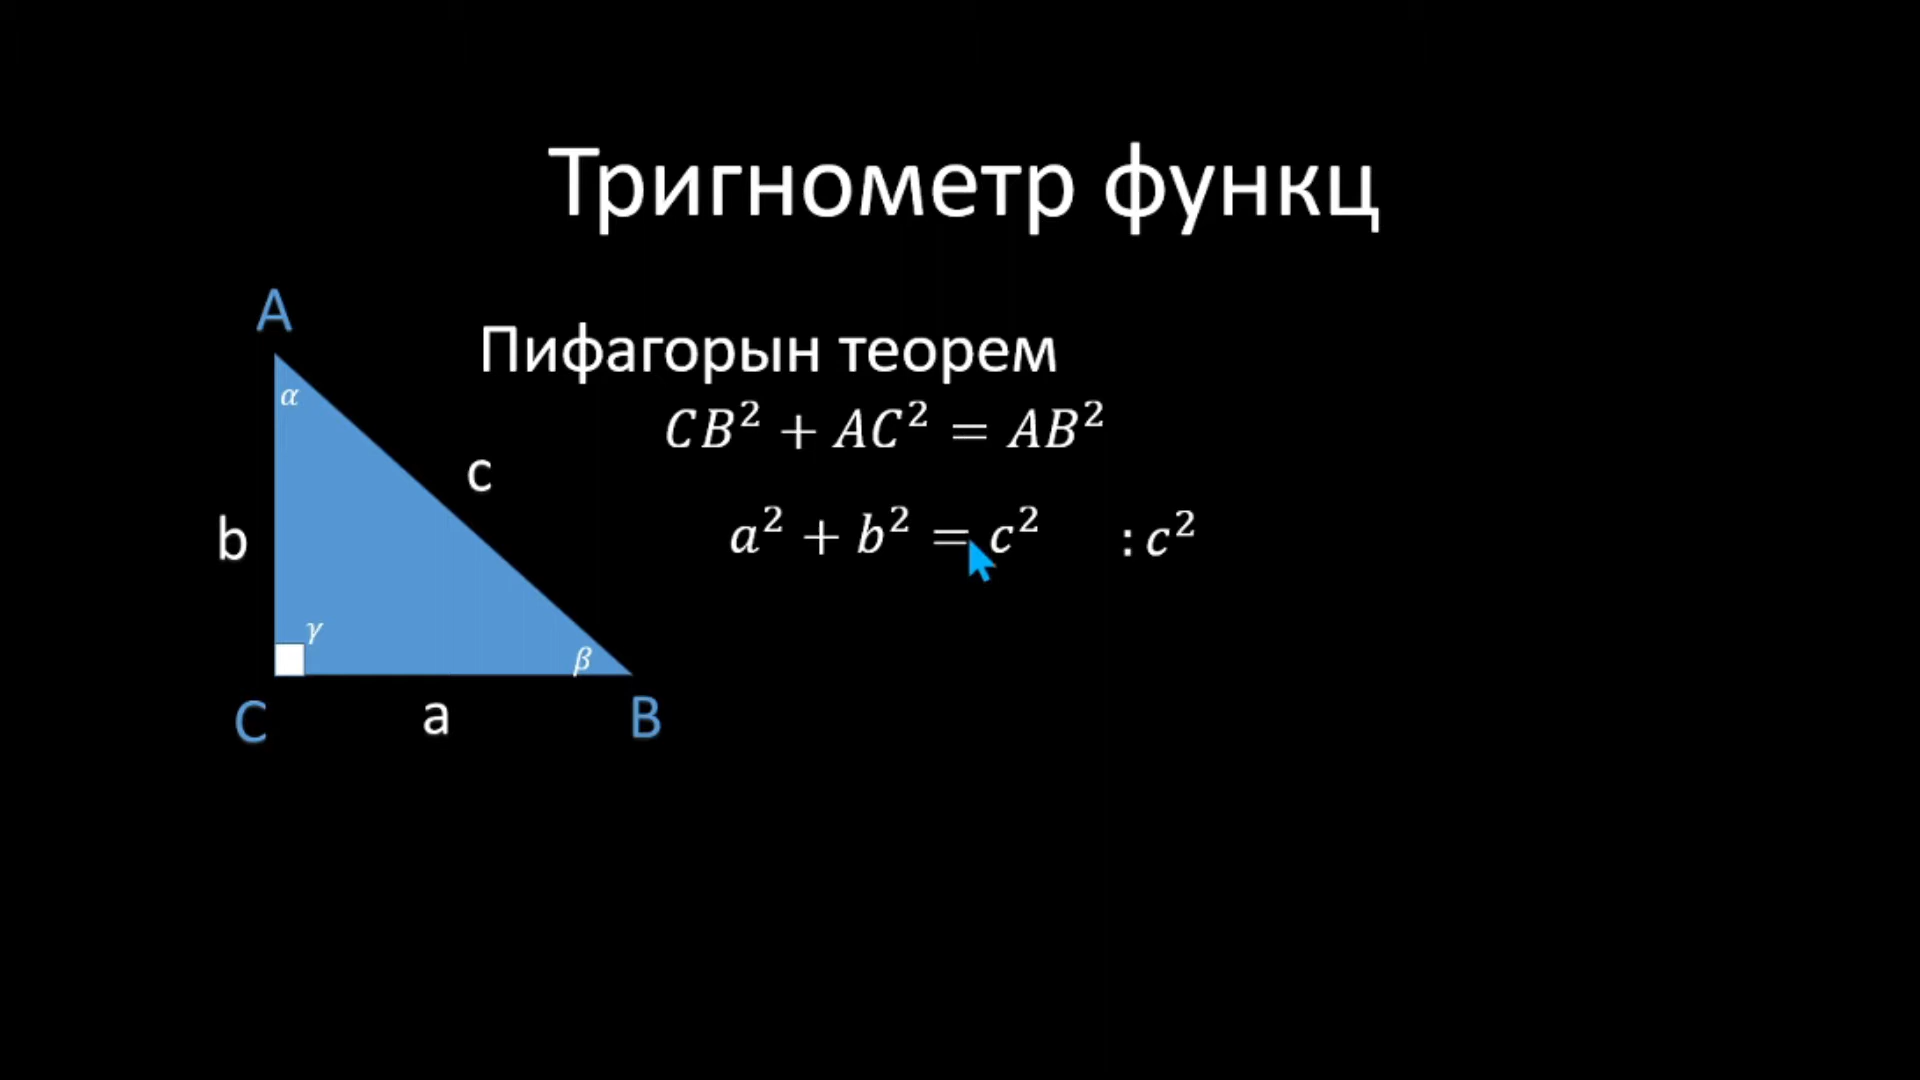 Тригнометр функц
A
Пифагорын теорем
α
CB² + AC² = AB²
c
b
a² + b² = c² :c²
γ
β
C
a
B